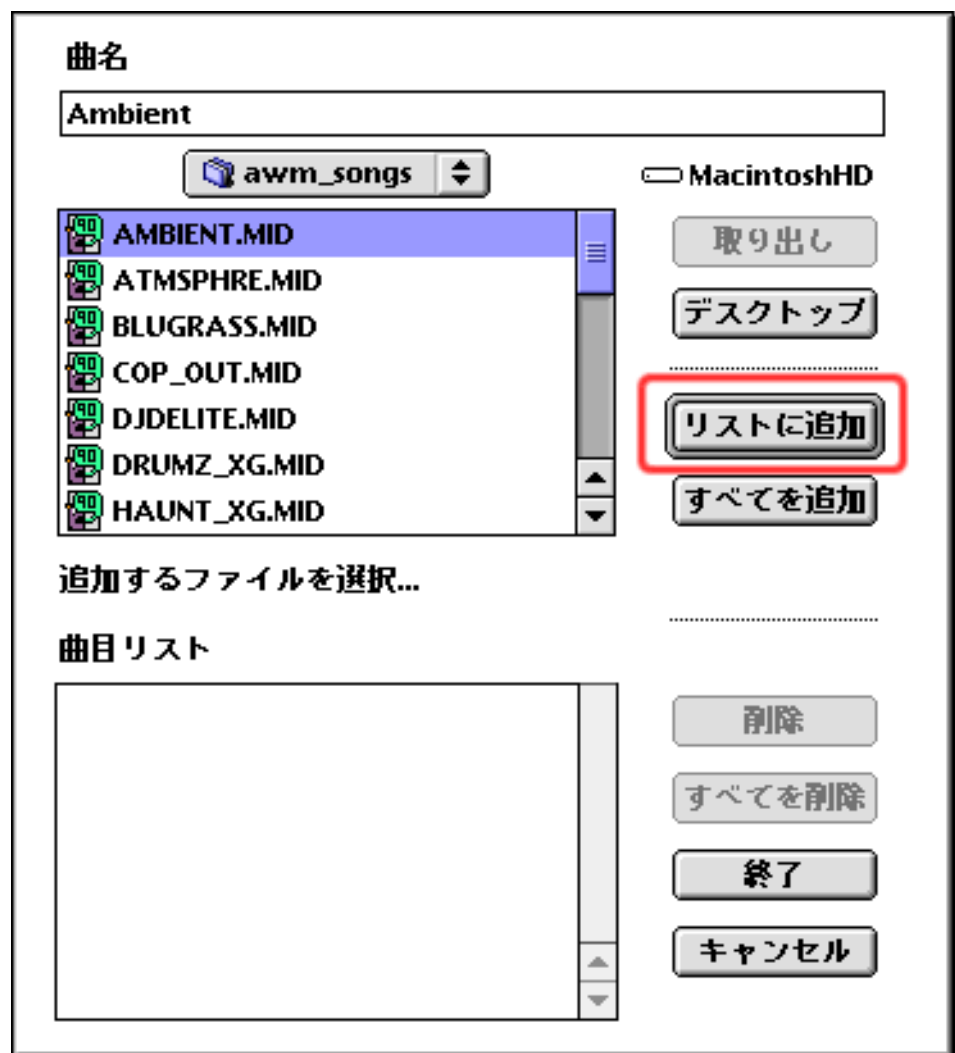 曲名
Ambient
awm_songs
MacintoshHD
AMBIENT.MID
取り出し
ATMSPHRE.MID
デスクトップ
BLUGRASS.MID
COP_OUT.MID
DJDELITE.MID
リストに追加
DRUMZ_XG.MID
すべてを追加
HAUNT_XG.MID
追加するファイルを選択...
曲目リスト
削除
すべてを削除
終了
キャンセル